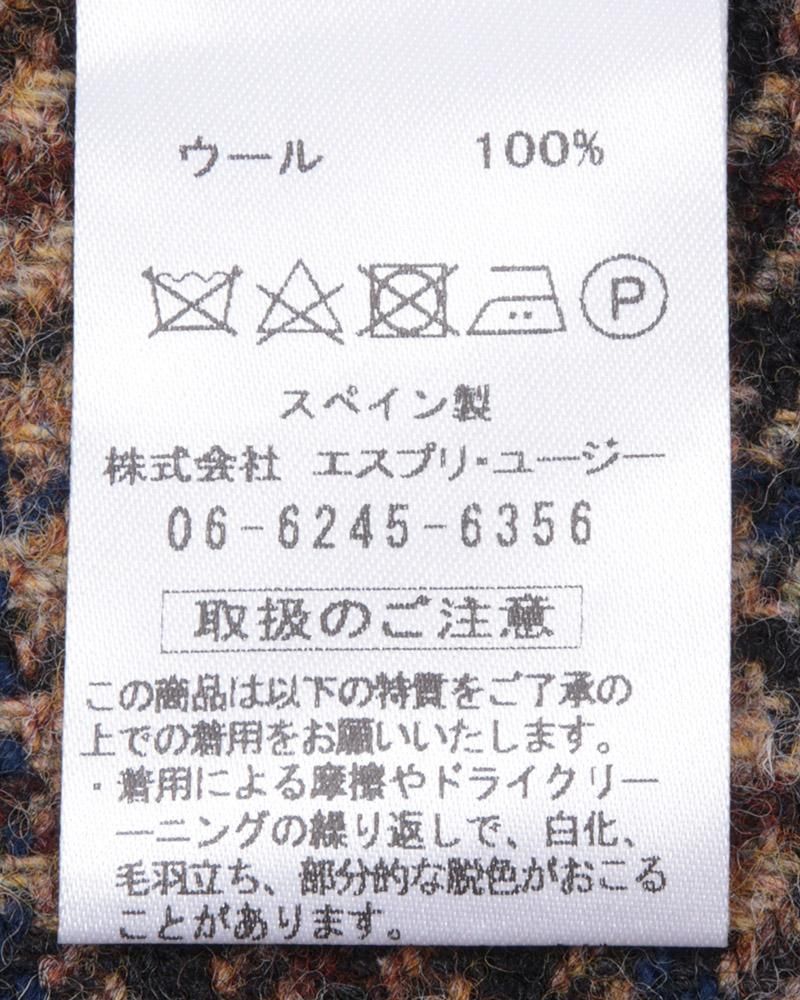 ウール 100%
P
スペイン製
株式会社 エスプリ・ユージー
06-6245-6356
取扱のご注意
この商品は以下の特質をご了承の
上での着用をお願いいたします。
・着用による摩擦やドライクリー
ーニングの繰り返しで、白化、
毛羽立ち、部分的な脱色がおこる
ことがあります。